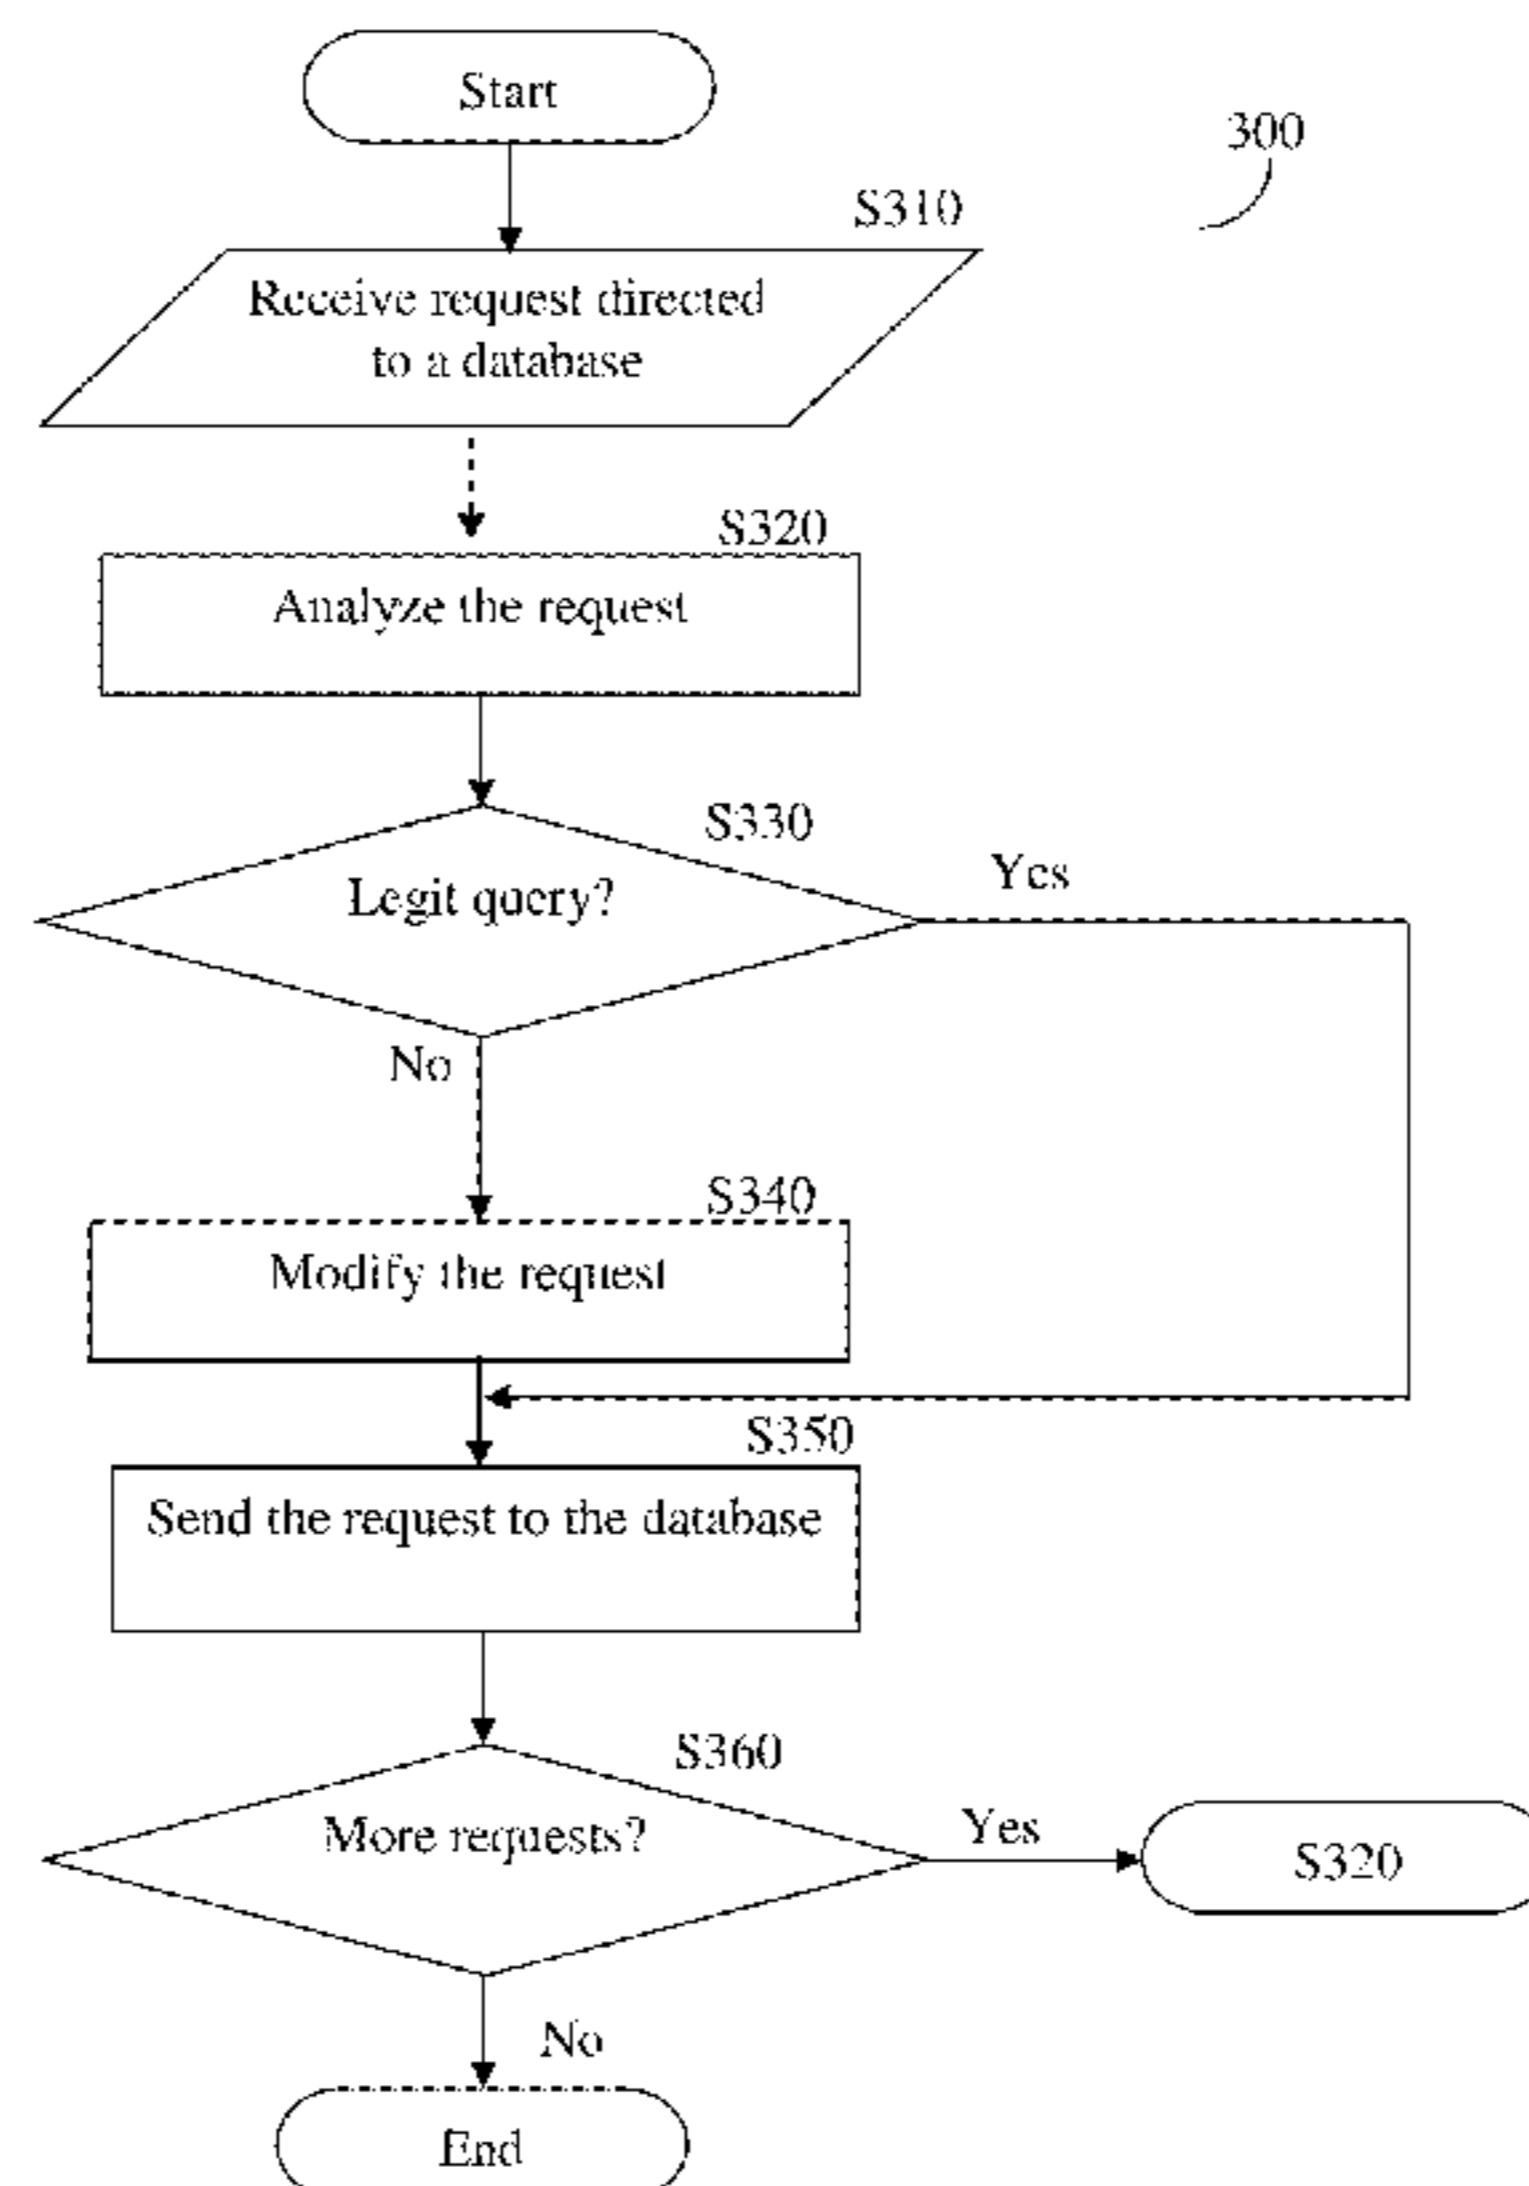 Start
300
S310
Receive request directed
to a database
S320
Analyze the request
S330
Legit query?
Yes
No
S340
Modify the request
S350
Send the request to the database
S360
More requests?
Yes
S320
No
End